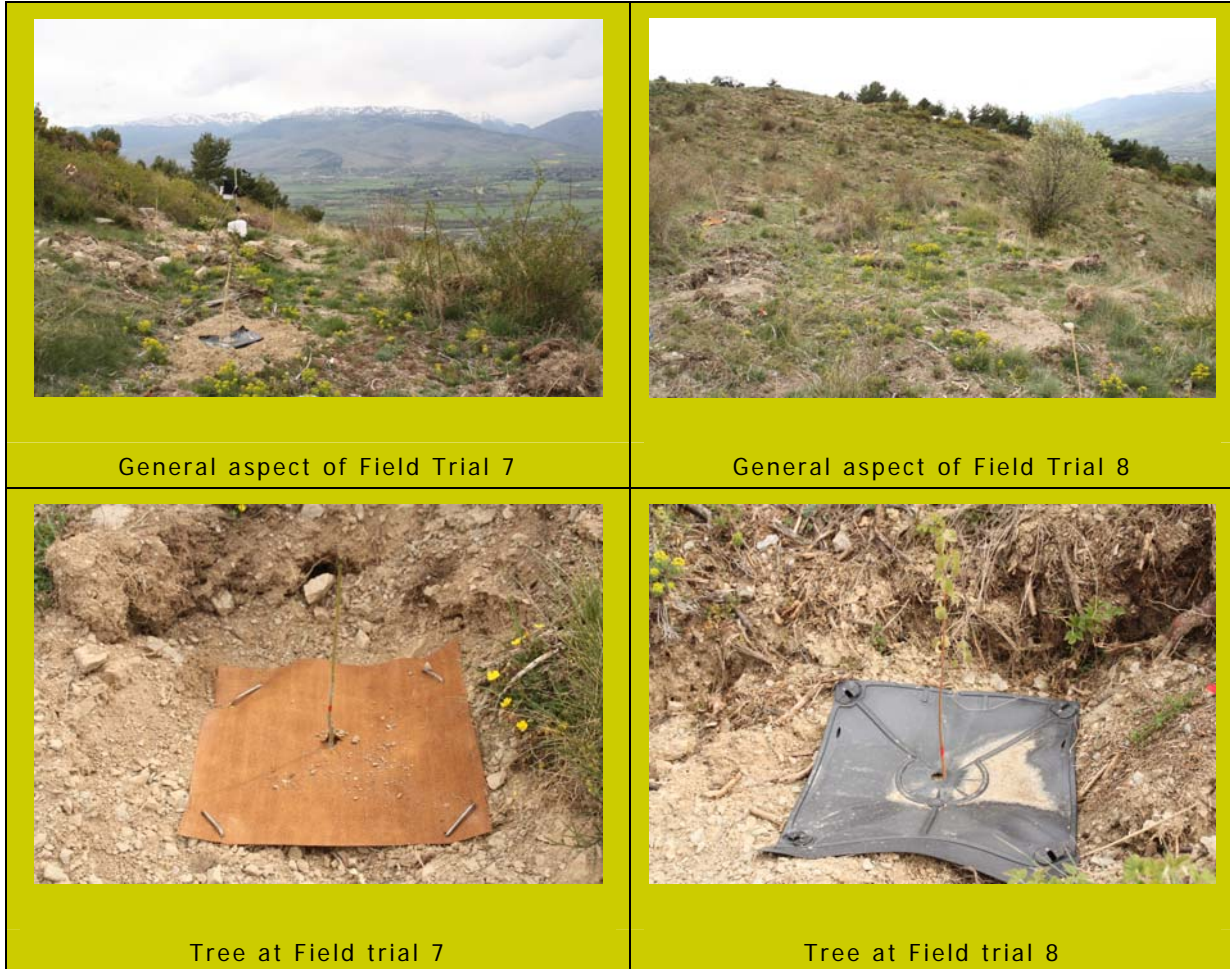 General aspect of Field Trial 7
General aspect of Field Trial 8
Tree at Field trial 7
Tree at Field trial 8